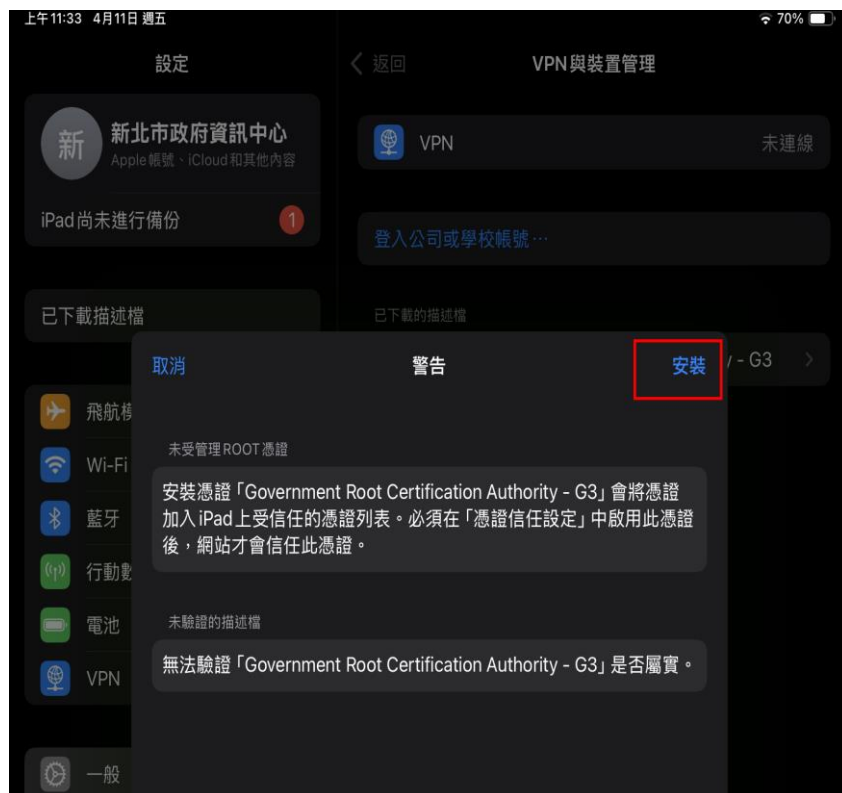 上午11:33 4月11日 週五
70%
設定
返回
VPN與裝置管理
新
新北市政府資訊中心
Apple帳號、iCloud和其他內容
iPad尚未進行備份
1
VPN
未連線
登入公司或學校帳號…
已下載描述檔
已下載的描述檔
y - G3
取消
警告
安裝
飛航模
Wi-Fi
藍牙
行動數
電池
VPN
一般
未受管理ROOT憑證
安裝憑證「Government Root Certification Authority - G3」會將憑證
加入iPad上受信任的憑證列表。必須在「憑證信任設定」中啟用此憑證
後，網站才會信任此憑證。
未驗證的描述檔
無法驗證「Government Root Certification Authority - G3」是否屬實。